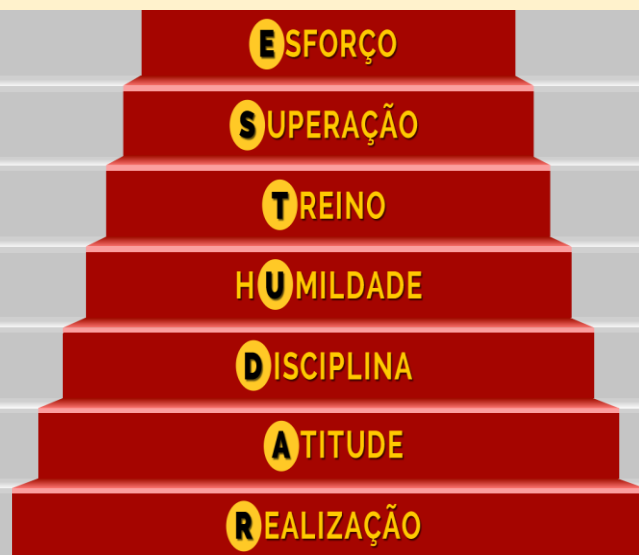 ESFORÇO
SUPERAÇÃO
TREINO
HUMILDADE
DISCIPLINA
ATITUDE
REALIZAÇÃO